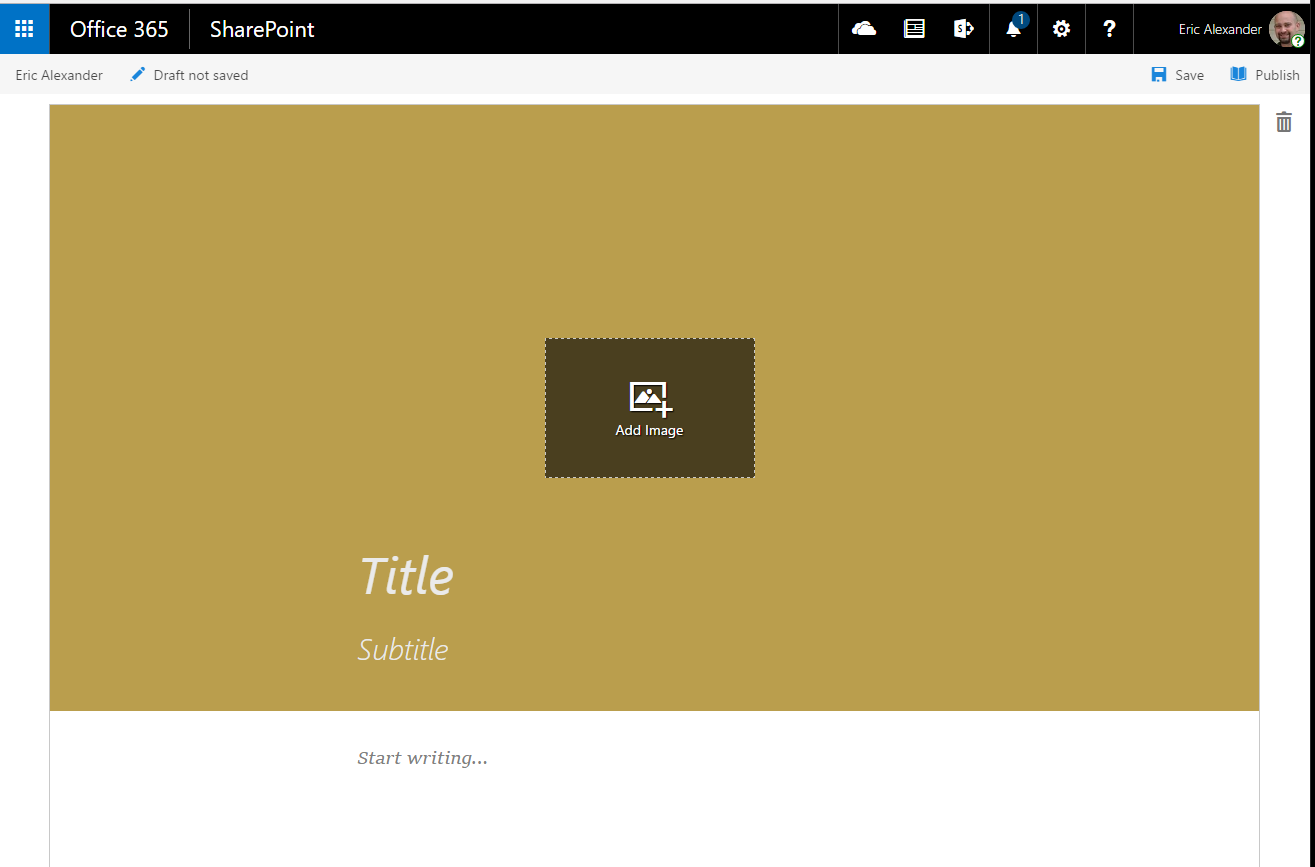 Office 365 SharePoint 1 ? Eric Alexander ?
Eric Alexander Draft not saved Save Publish
Add Image
Title
Subtitle
Start writing...